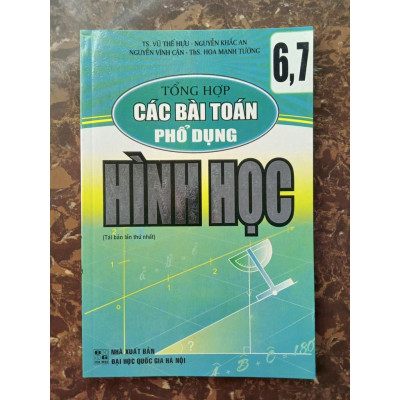 TS. VŨ THẾ HỰU - NGUYỄN KHẮC AN
NGUYỄN VĨNH CẬN - ThS. HOA MẠNH TƯỜNG
6,7
TỔNG HỢP
CÁC BÀI TOÁN
PHỔ DỤNG
HÌNH HỌC
(Tái bản lần thứ nhất)
NHÀ XUẤT BẢN
ĐẠI HỌC QUỐC GIA HÀ NỘI